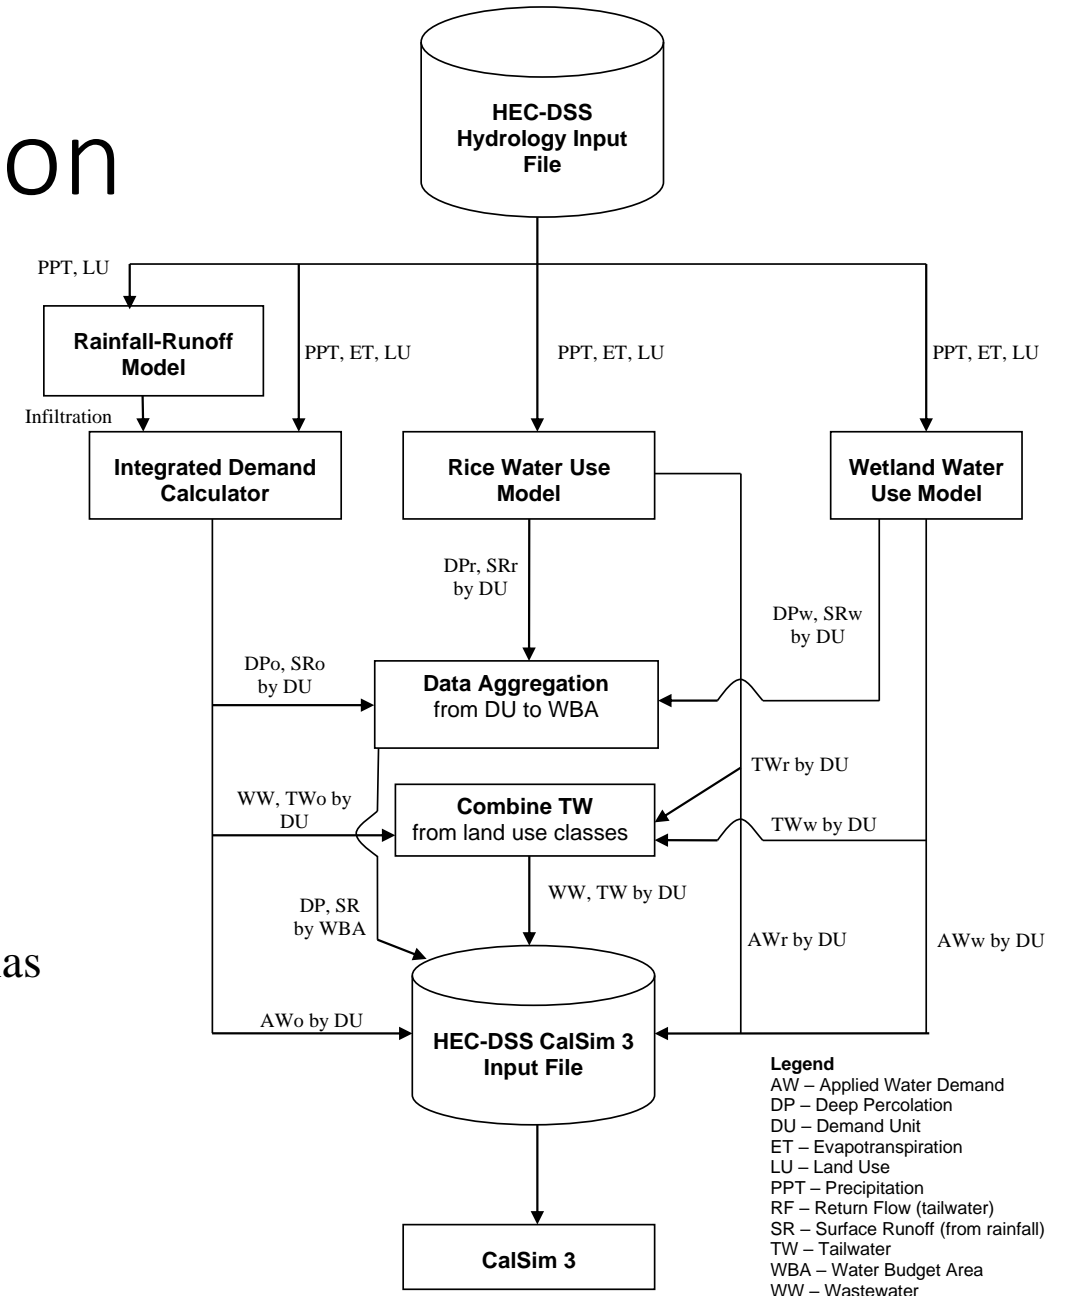 HEC-DSS
Hydrology Input
File
on
PPT, LU
Rainfall-Runoff
Model
PPT, ET, LU
PPT, ET, LU
PPT, ET, LU
Infiltration
Integrated Demand
Calculator
Rice Water Use
Model
Wetland Water
Use Model
DPr, SRr
by DU
DPw, SRw
by DU
DPo, SRo
by DU
Data Aggregation
from DU to WBA
TWr by DU
WW, TWo by
DU
Combine TW
from land use classes
TWw by DU
WW, TW by DU
DP, SR
by WBA
AWr by DU
AWw by DU
as
AWo by DU
HEC-DSS CalSim 3
Input File
Legend
AW – Applied Water Demand
DP – Deep Percolation
DU – Demand Unit
ET – Evapotranspiration
LU – Land Use
PPT – Precipitation
RF – Return Flow (tailwater)
SR – Surface Runoff (from rainfall)
TW – Tailwater
WBA – Water Budget Area
WW – Wastewater
CalSim 3